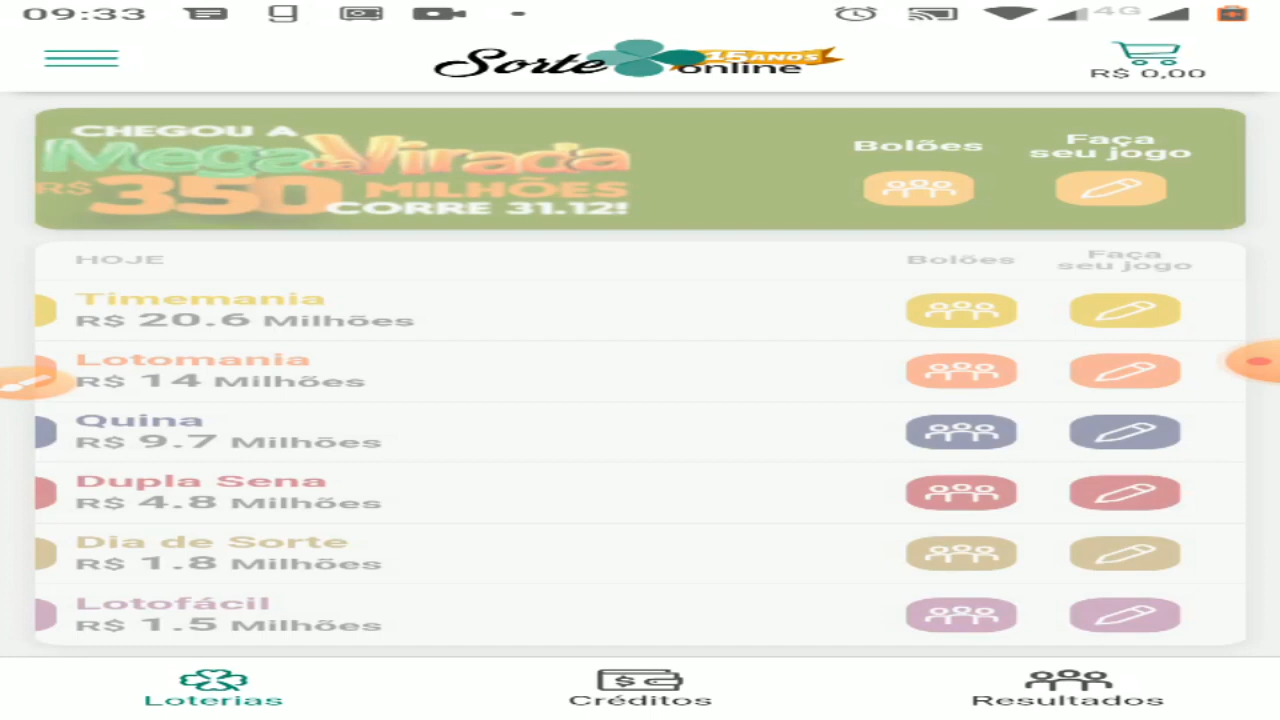 09:33
4G
Sorte online
15 ANOS
R$ 0,00
CHEGOU A
Mega da Virada
R$ 350 MILHÕES
CORRE 31.12!
Bolões
Faça
seu jogo
HOJE
Bolões
Faça
seu jogo
Timemania
R$ 20.6 Milhões
Lotomania
R$ 14 Milhões
Quina
R$ 9.7 Milhões
Dupla Sena
R$ 4.8 Milhões
Dia de Sorte
R$ 1.8 Milhões
Lotofácil
R$ 1.5 Milhões
Loterias
Créditos
Resultados